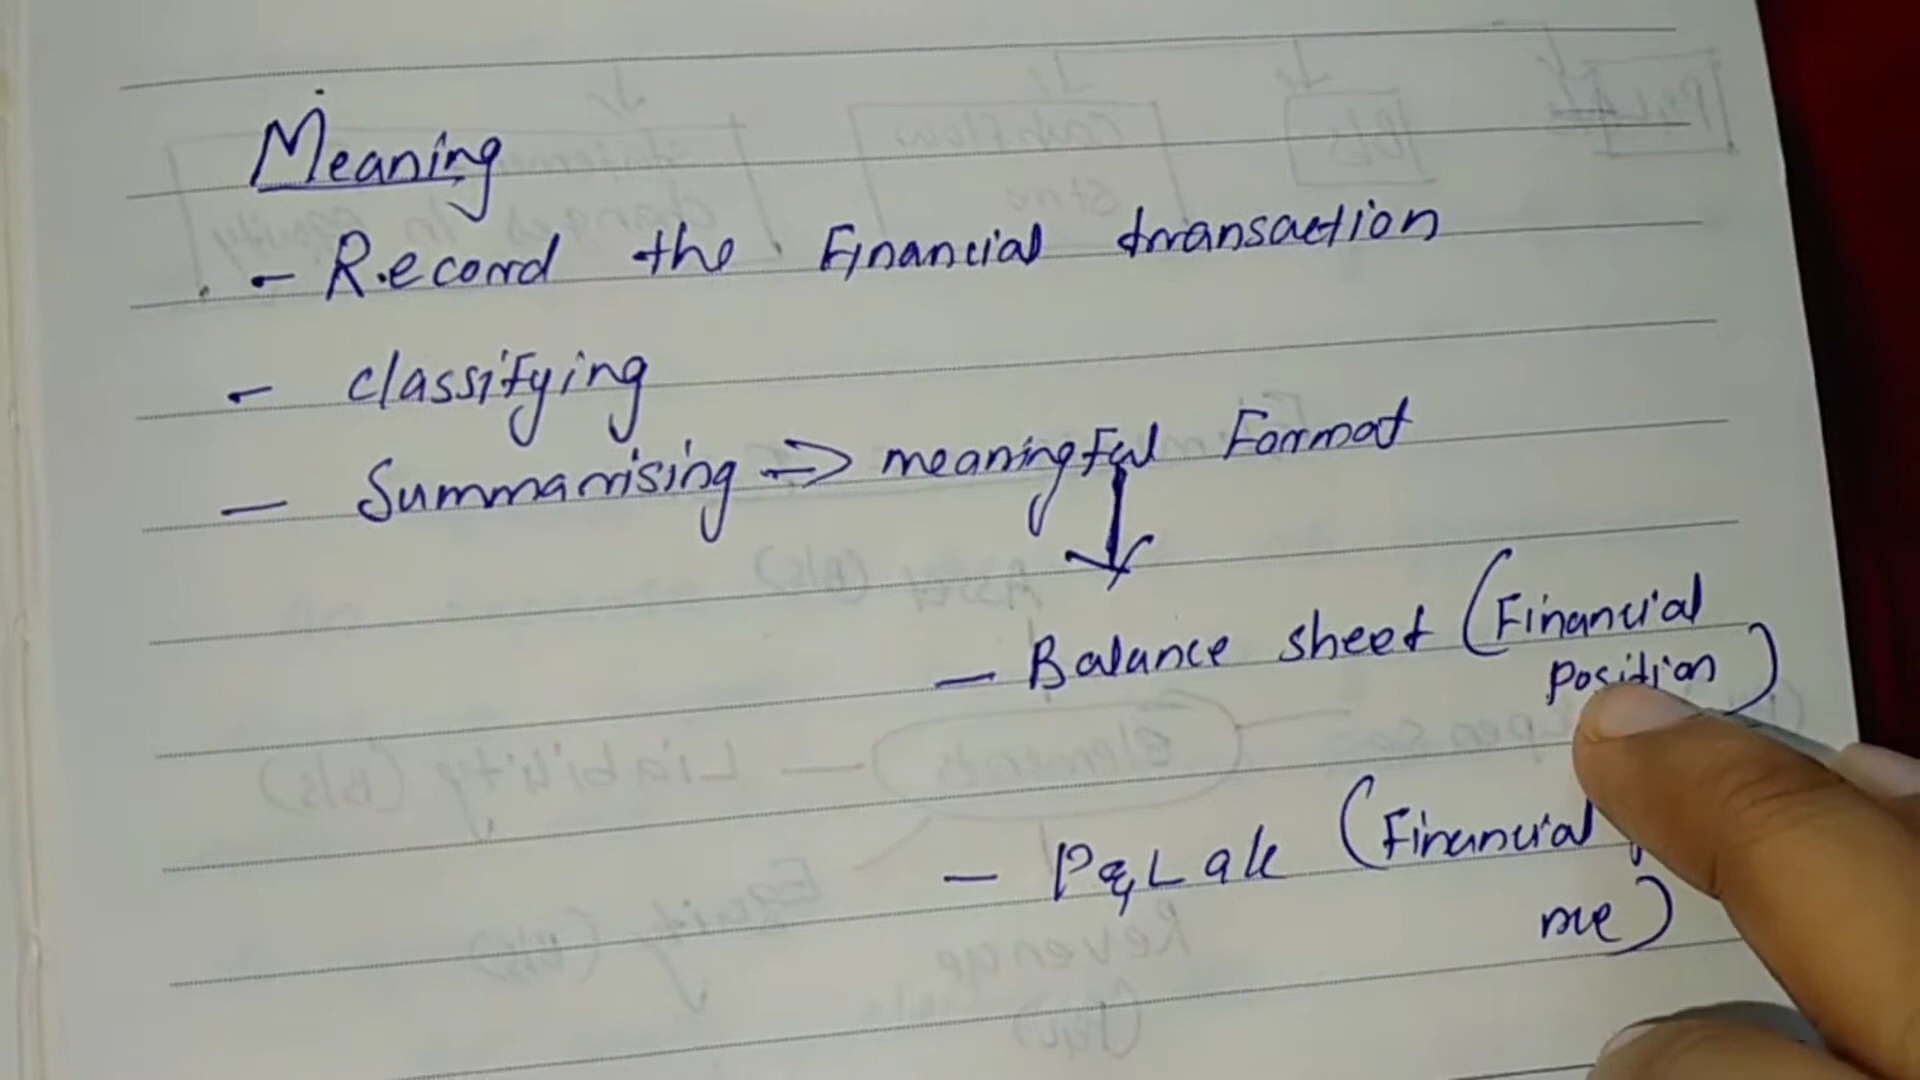 Meaning
- Record the Financial transaction
- classifying
- Summarising => meaningful Format
- Balance sheet (Financial
position)
- P&L a/c (Financial
me)